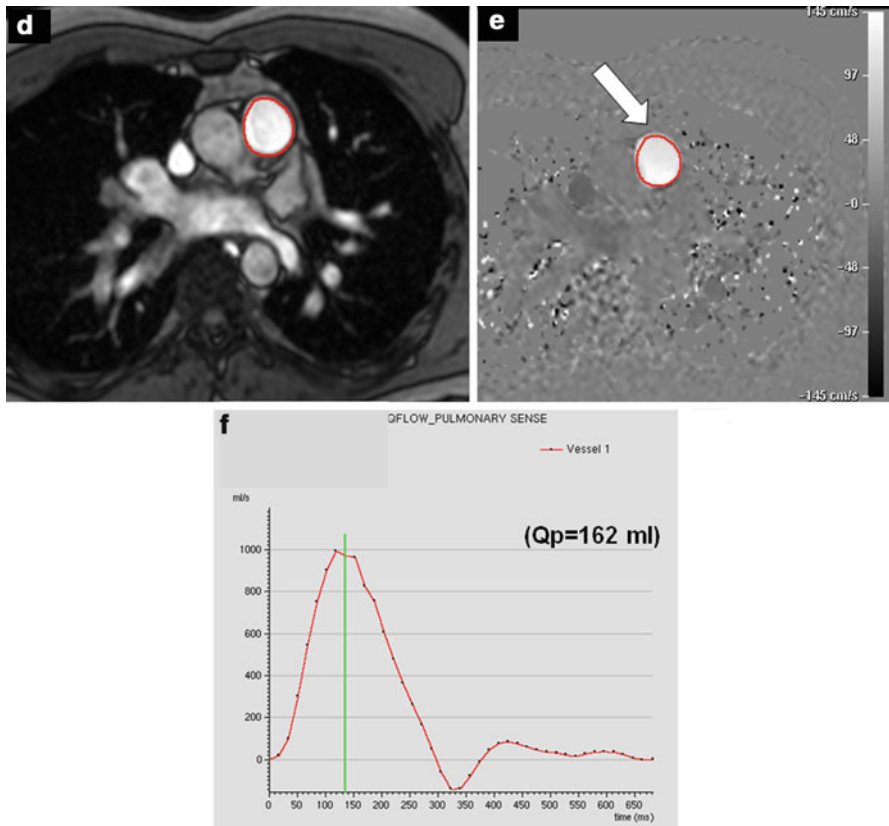 d
e
145 cm/s
97
48
-0
-48
-97
-145 cm/s
f
QFLOW_PULMONARY SENSE
Vessel 1
ml/s
(Qp=162 ml)
1000
800
600
400
200
0
0 50 100 150 200 250 300 350 400 450 500 550 600 650
time (ms)